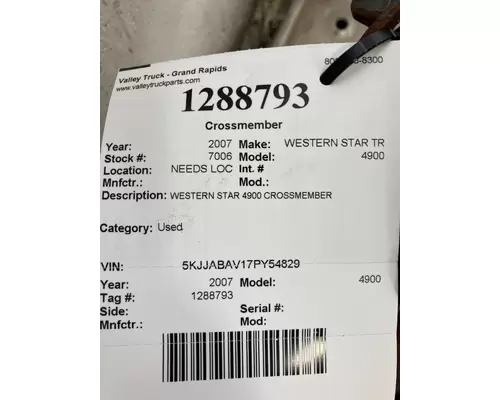 Valley Truck - Grand Rapids
www.valleytruckparts.com
1288793
Crossmember
Year: 2007 Make: WESTERN STAR TR
Stock #: 7006 Model: 4900
Location: NEEDS LOC Int. #
Mnfctr.: Mod.:
Description: WESTERN STAR 4900 CROSSMEMBER
Category: Used
VIN: 5KJJABAV17PY54829
Year: 2007 Model: 4900
Tag #: 1288793
Side: Serial #:
Mnfctr.: Mod: